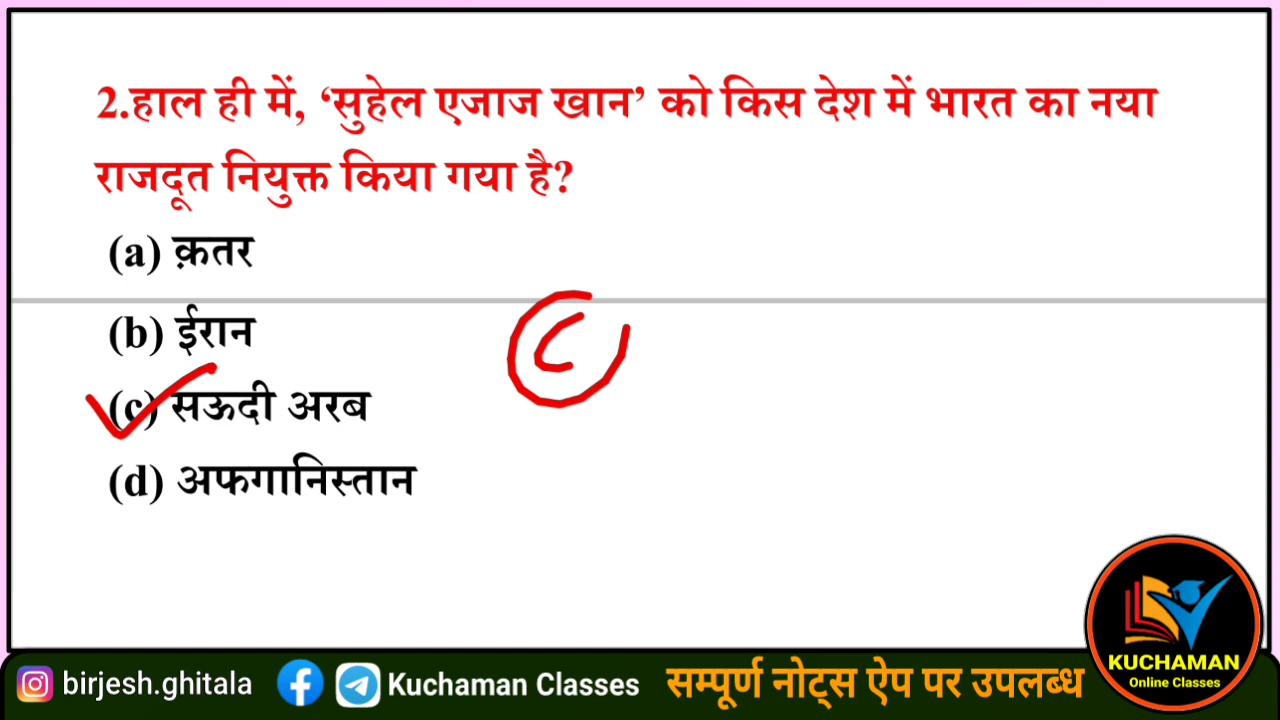 2.हाल ही में, ‘सुहेल एजाज खान’ को किस देश में भारत का नया
राजदूत नियुक्त किया गया है?
(a) क़तर
(b) ईरान
C
(c) सऊदी अरब
(d) अफगानिस्तान
KUCHAMAN
Online Classes
birjesh.ghitala
Kuchaman Classes
सम्पूर्ण नोट्स ऐप पर उपलब्ध